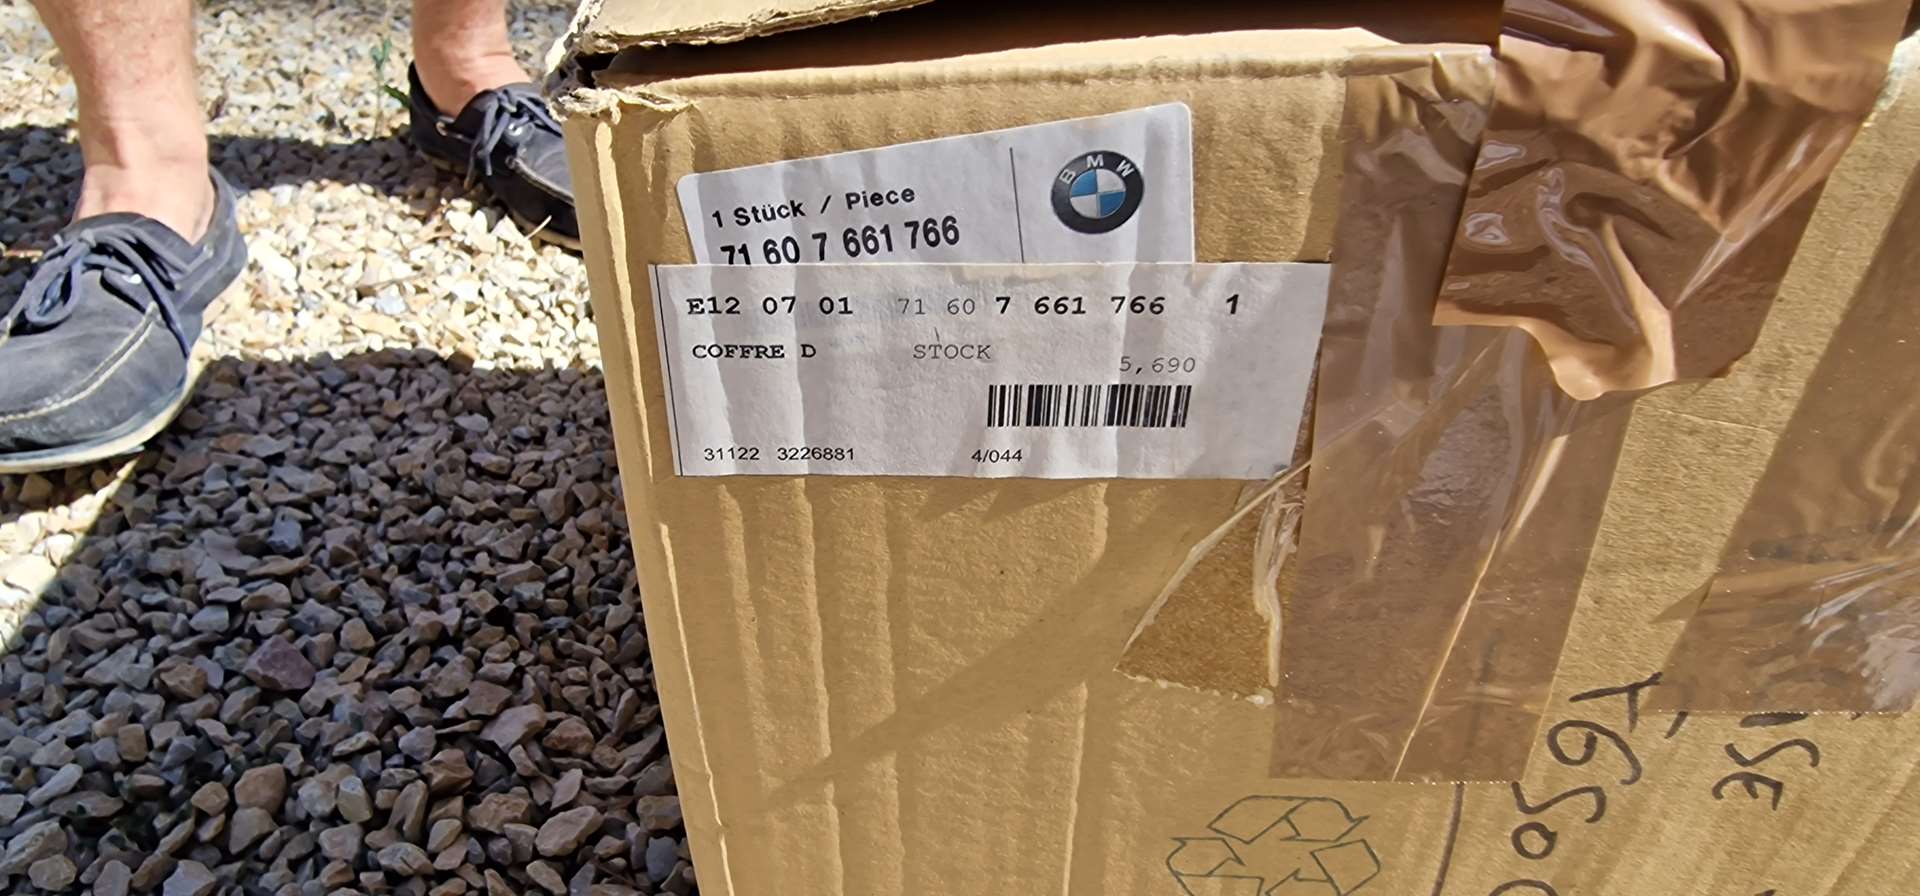 1 Stück / Piece
BMW
71 60 7 661 766
E12 07 01 71 60 7 661 766 1
COFFRE D STOCK
5,690
31122 3226881 4/044